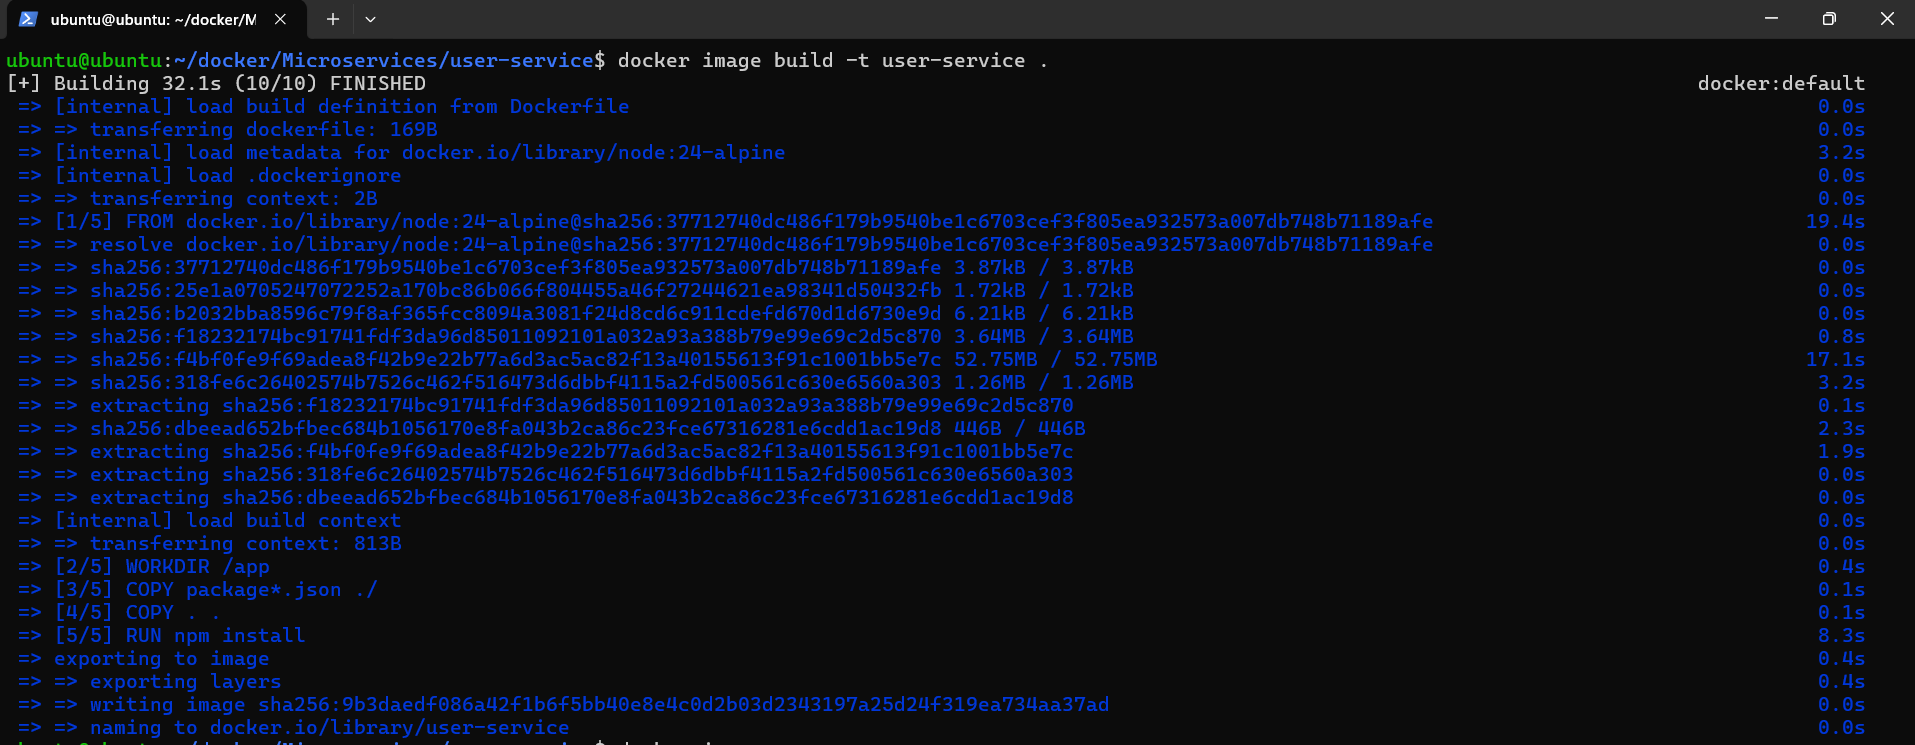 ubuntu@ubuntu: ~/docker/M
ubuntu@ubuntu:~/docker/Microservices/user-service$ docker image build -t user-service .
[+] Building 32.1s (10/10) FINISHED docker:default
=> [internal] load build definition from Dockerfile 0.0s
=> => transferring dockerfile: 169B 0.0s
=> [internal] load metadata for docker.io/library/node:24-alpine 3.2s
=> [internal] load .dockerignore 0.0s
=> => transferring context: 2B 0.0s
=> [1/5] FROM docker.io/library/node:24-alpine@sha256:37712740dc486f179b9540be1c6703cef3f805ea932573a007db748b71189afe 19.4s
=> => resolve docker.io/library/node:24-alpine@sha256:37712740dc486f179b9540be1c6703cef3f805ea932573a007db748b71189afe 0.0s
=> => sha256:37712740dc486f179b9540be1c6703cef3f805ea932573a007db748b71189afe 3.87kB / 3.87kB 0.0s
=> => sha256:25e1a0705247072252a170bc86b066f804455a46f27244621ea98341d50432fb 1.72kB / 1.72kB 0.0s
=> => sha256:b2032bba8596c79f8af365fcc8094a3081f24d8cd6c911cdefd670d1d6730e9d 6.21kB / 6.21kB 0.0s
=> => sha256:f18232174bc91741fdf3da96d85011092101a032a93a388b79e99e69c2d5c870 3.64MB / 3.64MB 0.8s
=> => sha256:f4bf0fe9f69adea8f42b9e22b77a6d3ac5ac82f13a40155613f91c1001bb5e7c 52.75MB / 52.75MB 17.1s
=> => sha256:318fe6c26402574b7526c462f516473d6dbbf4115a2fd500561c630e6560a303 1.26MB / 1.26MB 3.2s
=> => extracting sha256:f18232174bc91741fdf3da96d85011092101a032a93a388b79e99e69c2d5c870 0.1s
=> => sha256:dbeead652bfbec684b1056170e8fa043b2ca86c23fce67316281e6cdd1ac19d8 446B / 446B 2.3s
=> => extracting sha256:f4bf0fe9f69adea8f42b9e22b77a6d3ac5ac82f13a40155613f91c1001bb5e7c 1.9s
=> => extracting sha256:318fe6c26402574b7526c462f516473d6dbbf4115a2fd500561c630e6560a303 0.0s
=> => extracting sha256:dbeead652bfbec684b1056170e8fa043b2ca86c23fce67316281e6cdd1ac19d8 0.0s
=> [internal] load build context 0.0s
=> => transferring context: 813B 0.0s
=> [2/5] WORKDIR /app 0.4s
=> [3/5] COPY package*.json ./ 0.1s
=> [4/5] COPY . . 0.1s
=> [5/5] RUN npm install 8.3s
=> exporting to image 0.4s
=> => exporting layers 0.4s
=> => writing image sha256:9b3daedf086a42f1b6f5bb40e8e4c0d2b03d2343197a25d24f319ea734aa37ad 0.0s
=> => naming to docker.io/library/user-service 0.0s